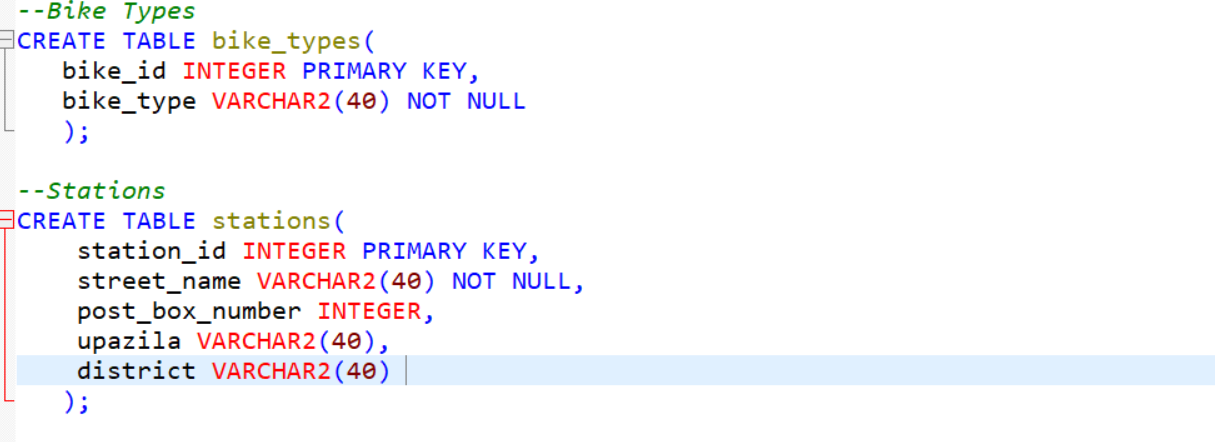 --Bike Types
CREATE TABLE bike_types(
bike_id INTEGER PRIMARY KEY,
bike_type VARCHAR2(40) NOT NULL
);
--Stations
CREATE TABLE stations(
station_id INTEGER PRIMARY KEY,
street_name VARCHAR2(40) NOT NULL,
post_box_number INTEGER,
upazila VARCHAR2(40),
district VARCHAR2(40)
);